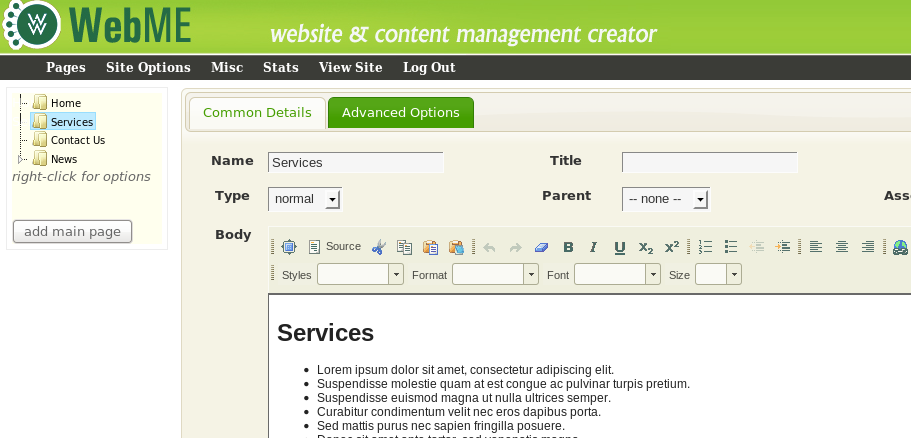 WebME
website & content management creator
Pages Site Options Misc Stats View Site Log Out
Home
Services
Contact Us
News
right-click for options
add main page
Common Details Advanced Options
Name Services Title
Type normal Parent -- none --
Body
Source
Styles Format Font Size
Services
Lorem ipsum dolor sit amet, consectetur adipiscing elit.
Suspendisse molestie quam at est congue ac pulvinar turpis pretium.
Suspendisse euismod magna ut nulla ultrices semper.
Curabitur condimentum velit nec eros dapibus porta.
Sed mattis purus nec sapien fringilla posuere.